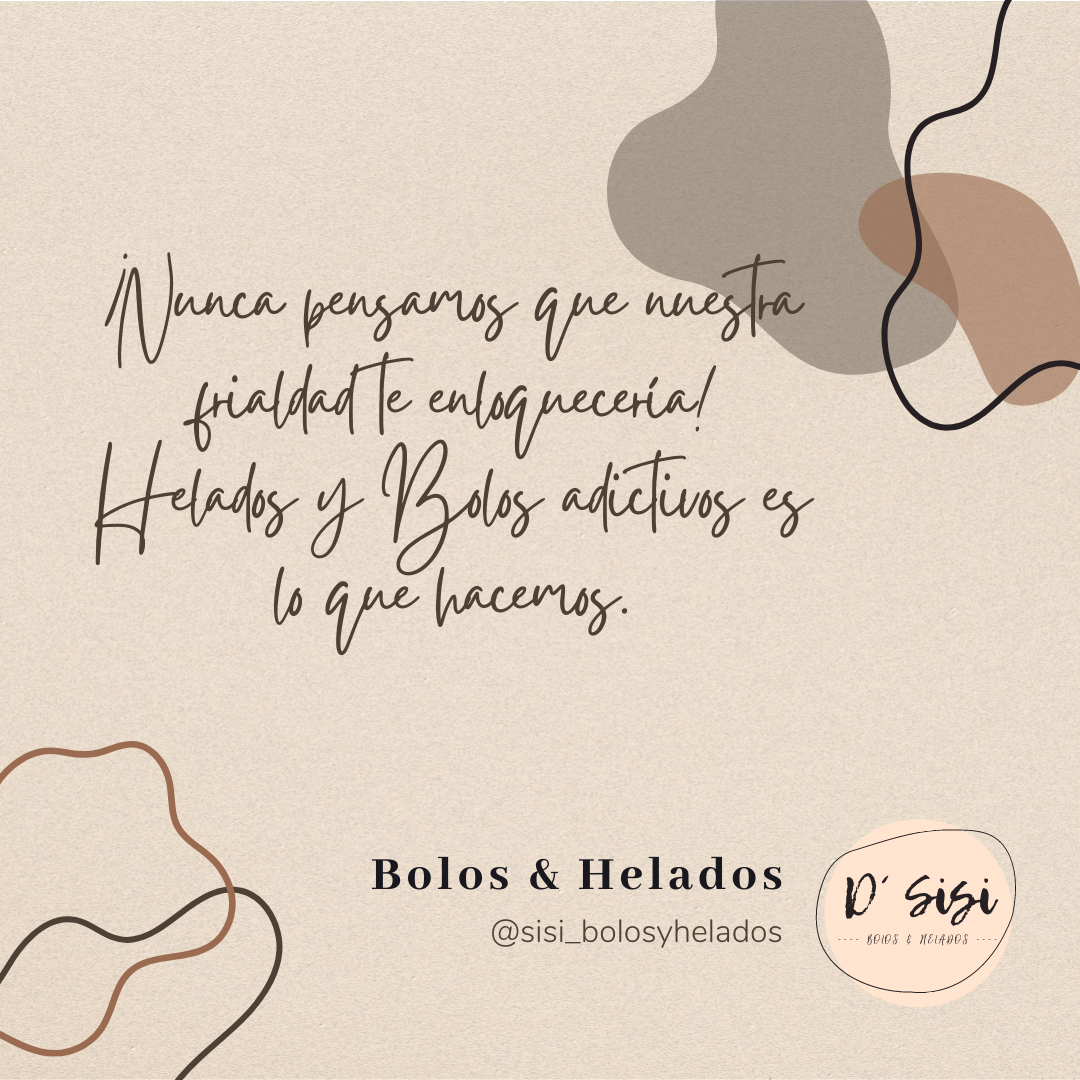 ¡Nunca pensamos que nuestra
frialdad te enloquecería!
Helados y Bolos adictivos es
lo que hacemos.
Bolos & Helados
@sisi_bolosyhelados
D´ Sisi
---- BOLOS & HELADOS ----